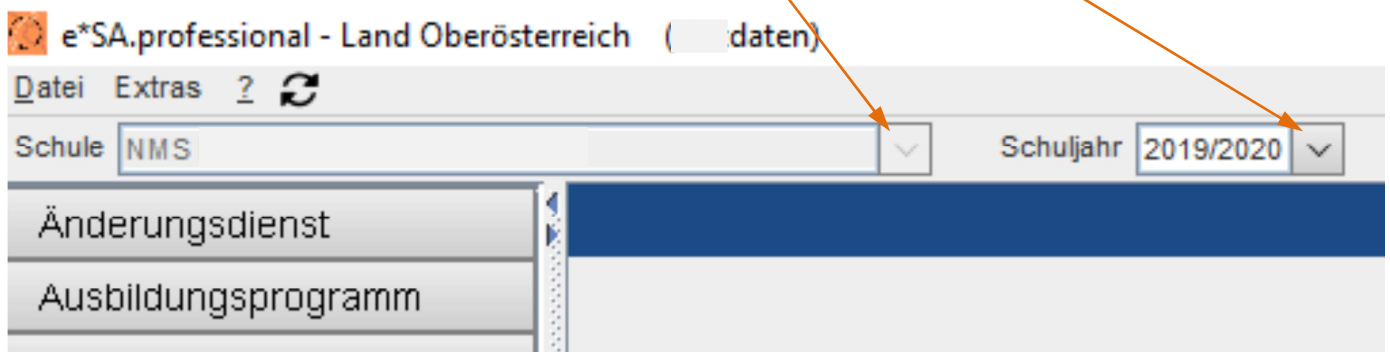 e*SA.professional - Land Oberösterreich ( :daten)
Datei Extras ?
Schule NMS Schuljahr 2019/2020
Änderungsdienst
Ausbildungsprogramm